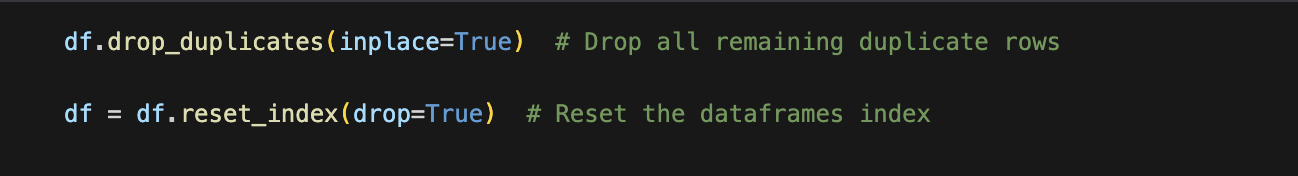 df.drop_duplicates(inplace=True)  # Drop all remaining duplicate rows
df = df.reset_index(drop=True)  # Reset the dataframes index